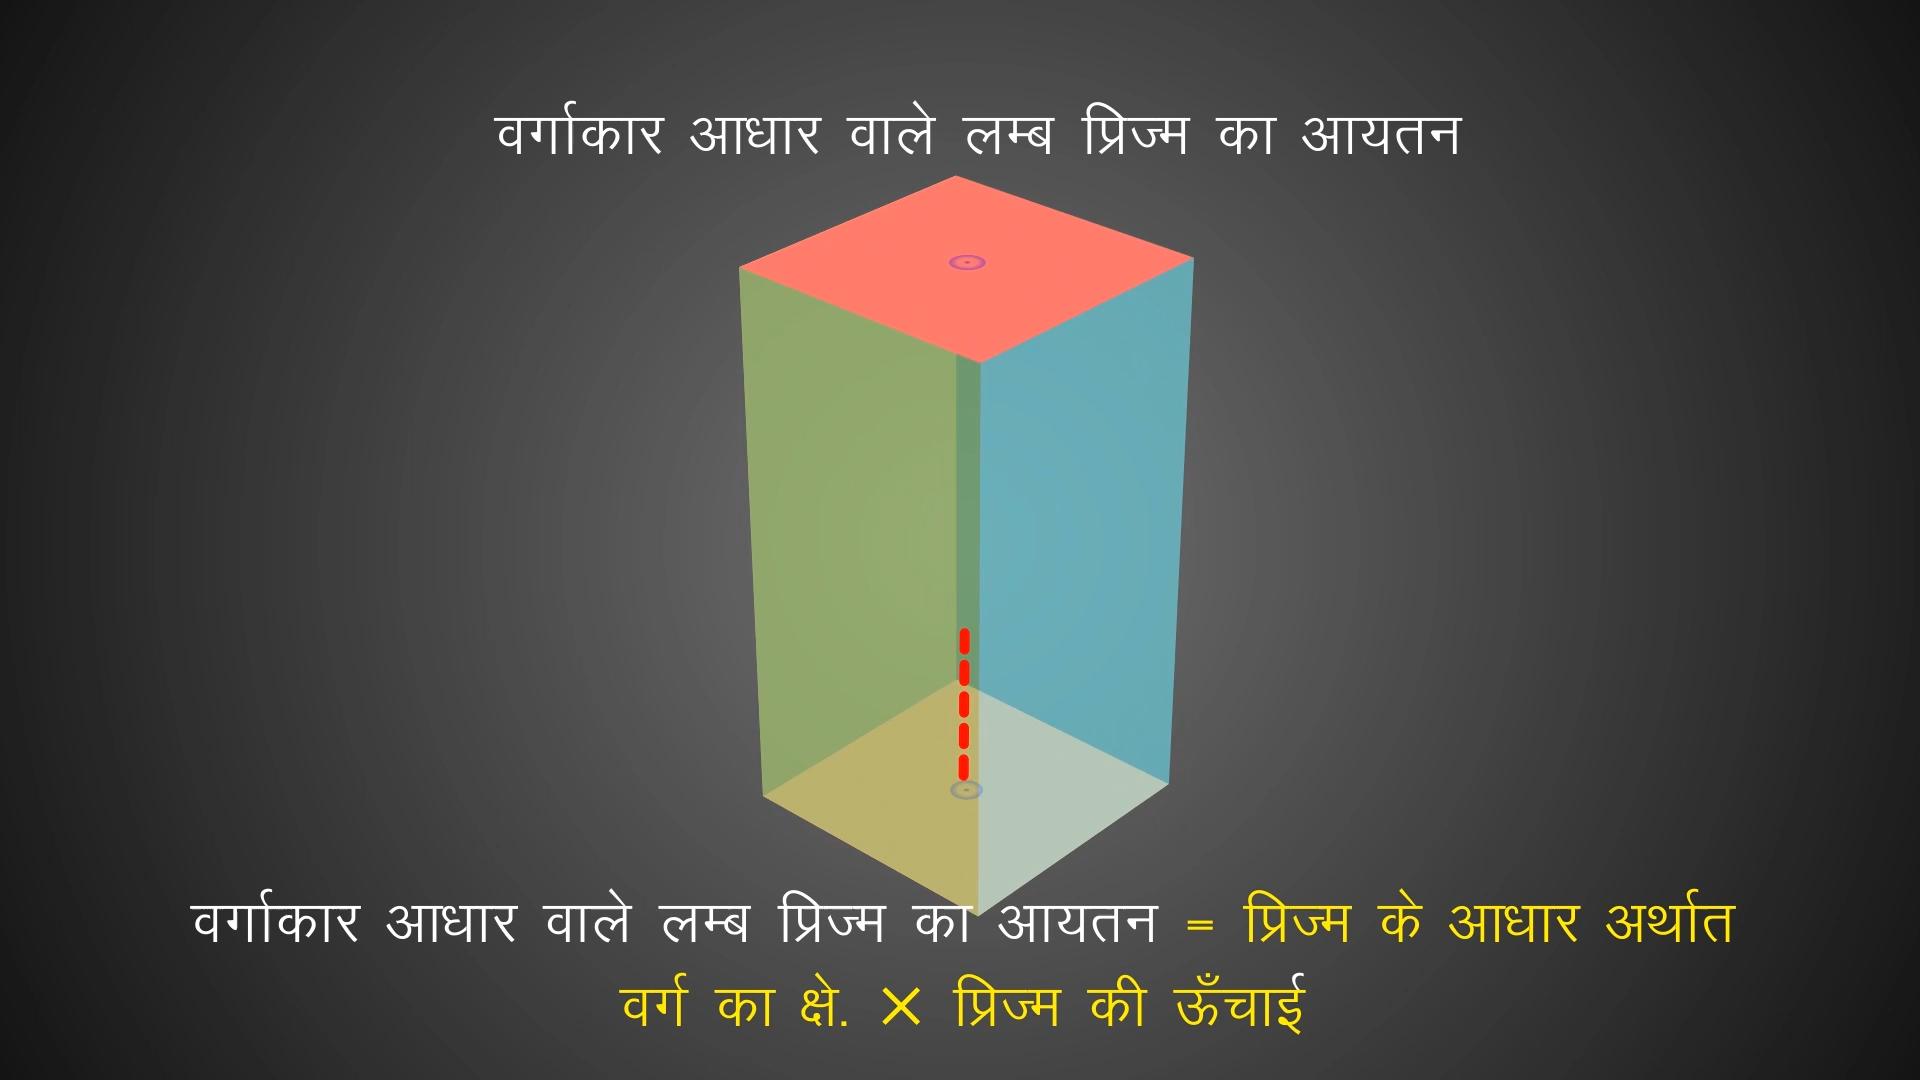 वर्गाकार आधार वाले लम्ब प्रिज्म का आयतन
वर्गाकार आधार वाले लम्ब प्रिज्म का आयतन = प्रिज्म के आधार अर्थात
वर्ग का क्षे. × प्रिज्म की ऊँचाई